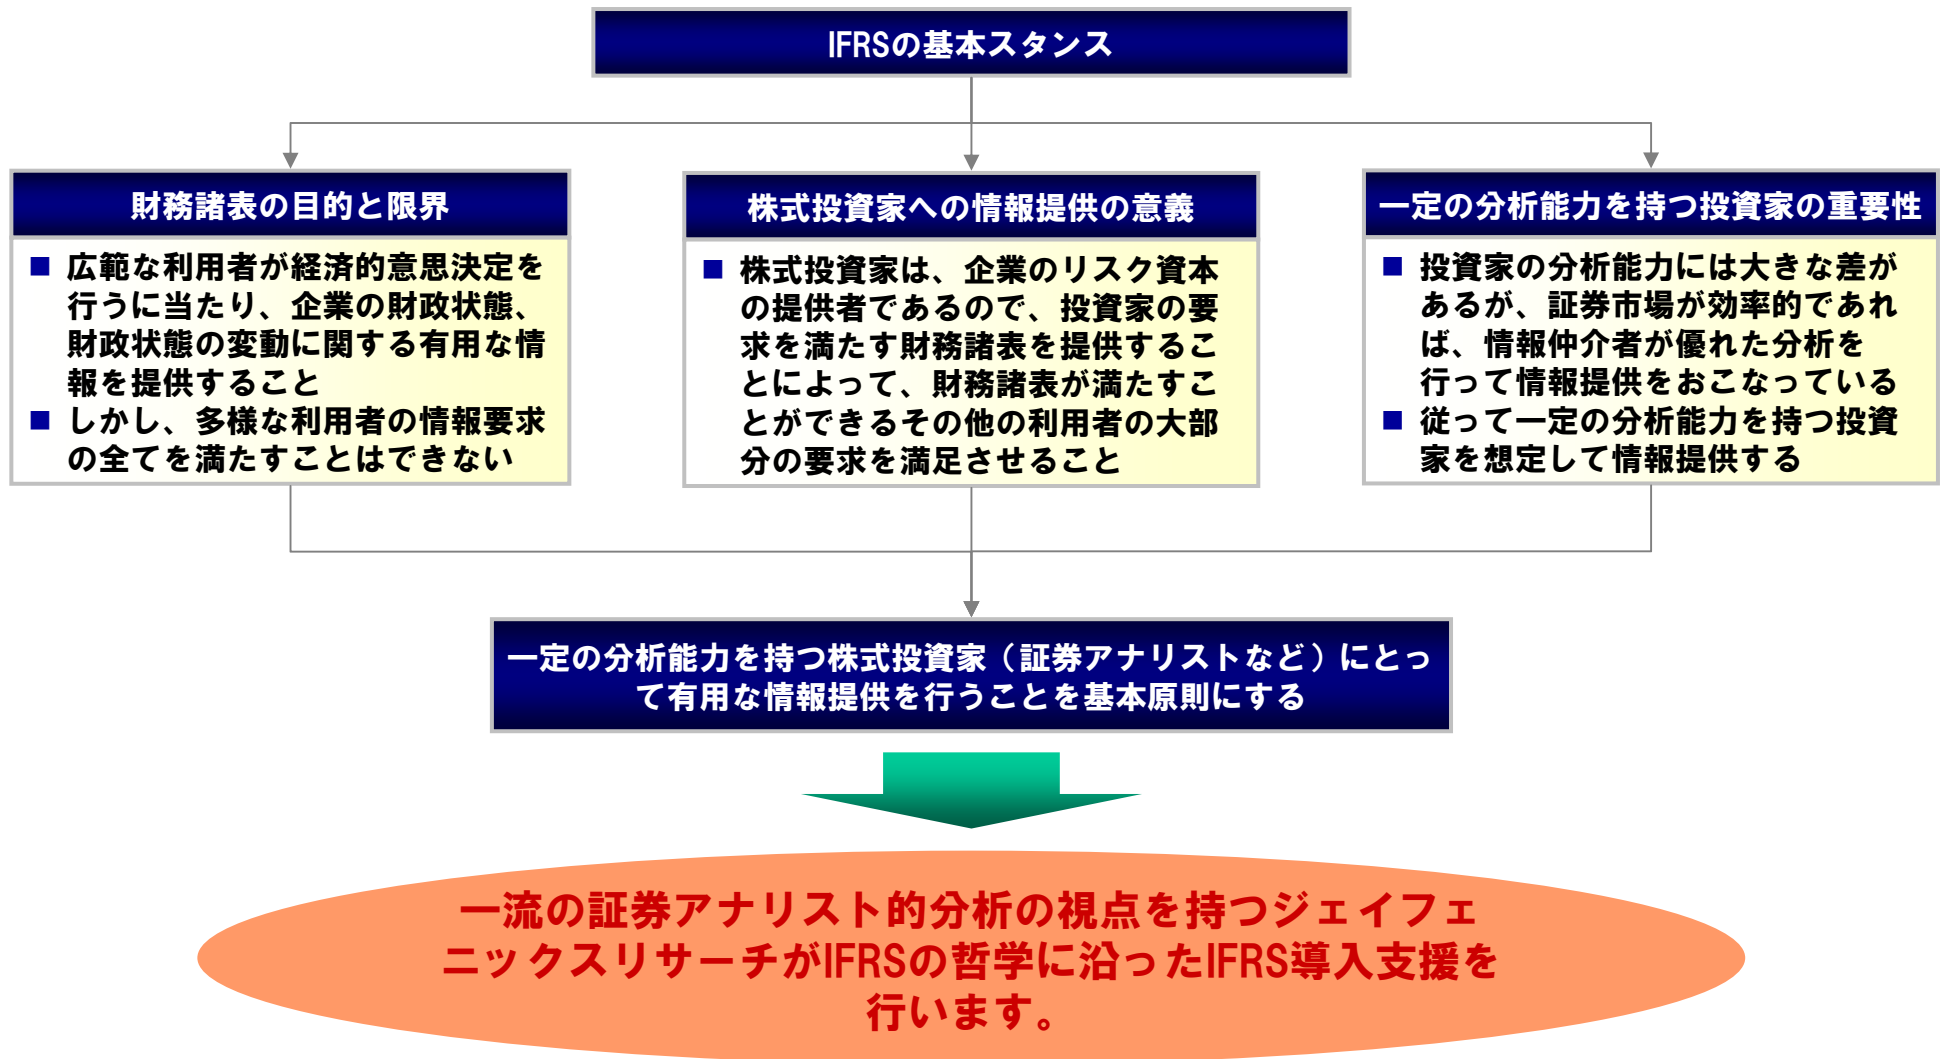 IFRSの基本スタンス
財務諸表の目的と限界
■ 広範な利用者が経済的意思決定を
行うに当たり、企業の財政状態、
財政状態の変動に関する有用な情
報を提供すること
■ しかし、多様な利用者の情報要求
の全てを満たすことはできない
株式投資家への情報提供の意義
■ 株式投資家は、企業のリスク資本
の提供者であるので、投資家の要
求を満たす財務諸表を提供するこ
とによって、財務諸表が満たすこ
とができるその他の利用者の大部
分の要求を満足させること
一定の分析能力を持つ投資家の重要性
■ 投資家の分析能力には大きな差が
あるが、証券市場が効率的であれ
ば、情報仲介者が優れた分析を
行って情報提供をおこなっている
■ 従って一定の分析能力を持つ投資
家を想定して情報提供する
一定の分析能力を持つ株式投資家（証券アナリストなど）にとっ
て有用な情報提供を行うことを基本原則にする
一流の証券アナリスト的分析の視点を持つジェイフェ
ニックスリサーチがIFRSの哲学に沿ったIFRS導入支援を
行います。